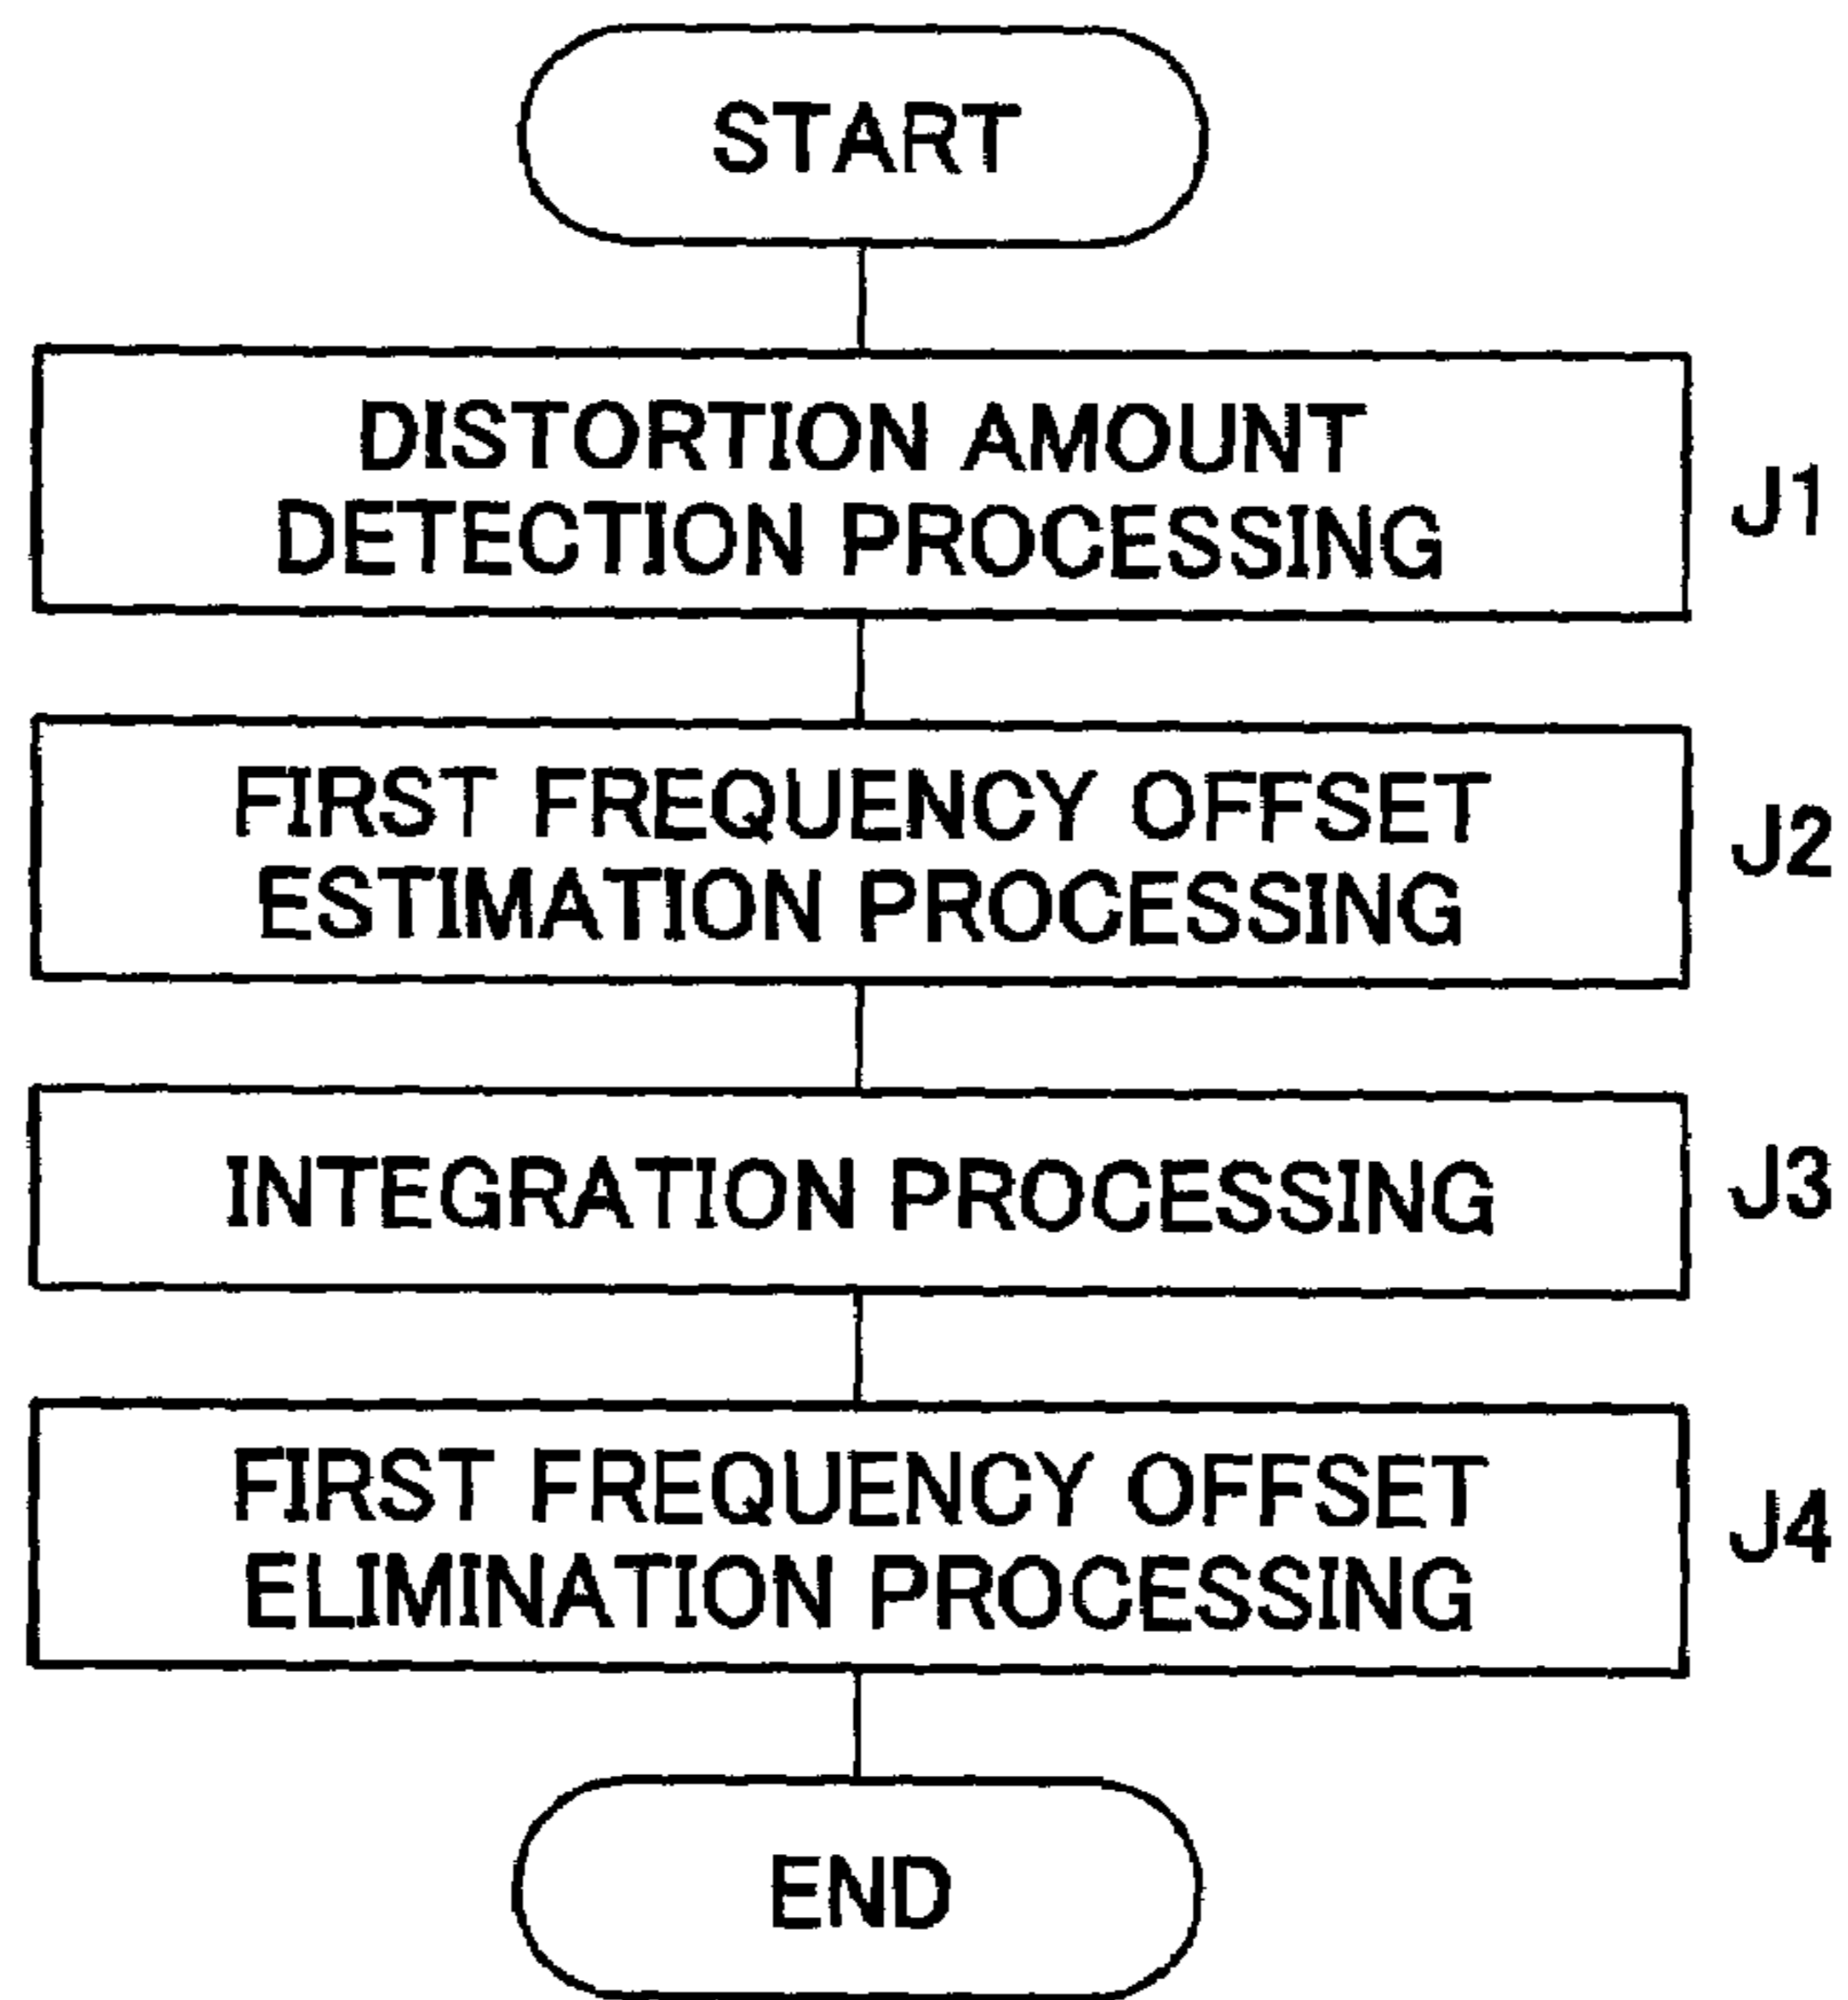 START
DISTORTION AMOUNT
DETECTION PROCESSING
J1
FIRST FREQUENCY OFFSET
ESTIMATION PROCESSING
J2
INTEGRATION PROCESSING
J3
FIRST FREQUENCY OFFSET
ELIMINATION PROCESSING
J4
END